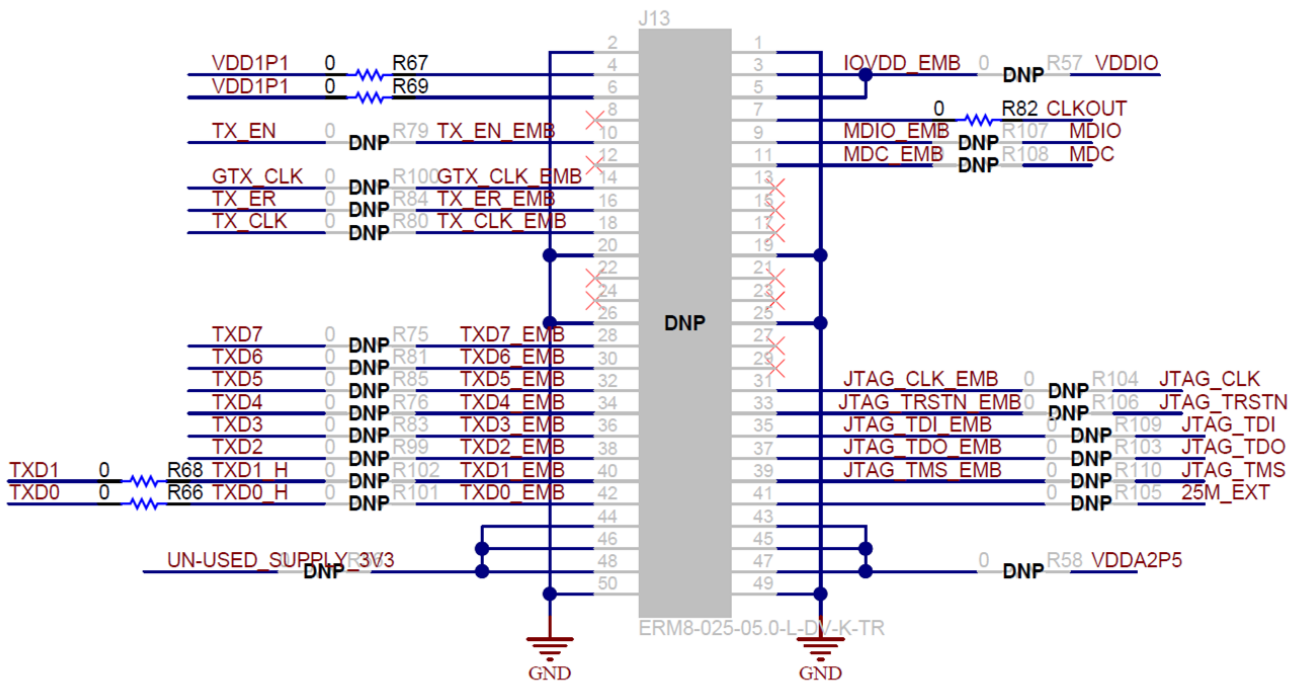 J13
2 1
VDD1P1 0 R67 4 3 IOVDD_EMB 0 DNP R57 VDDIO
VDD1P1 0 R69 6 5
8 7 0 R82 CLKOUT
TX_EN 0 DNP R79 TX_EN_EMB 10 9 MDIO_EMB 0 DNP R107 MDIO
12 11 MDC_EMB 0 DNP R108 MDC
GTX_CLK 0 DNP R100 GTX_CLK_EMB 14 13
TX_ER 0 DNP R84 TX_ER_EMB 16 15
TX_CLK 0 DNP R80 TX_CLK_EMB 18 17
20 19
22 21
24 23
26 25
DNP
TXD7 0 DNP R75 TXD7_EMB 28 27
TXD6 0 DNP R81 TXD6_EMB 30 29
TXD5 0 DNP R85 TXD5_EMB 32 31 JTAG_CLK_EMB 0 DNP R104 JTAG_CLK
TXD4 0 DNP R76 TXD4_EMB 34 33 JTAG_TRSTN_EMB 0 DNP R106 JTAG_TRSTN
TXD3 0 DNP R83 TXD3_EMB 36 35 JTAG_TDI_EMB 0 DNP R109 JTAG_TDI
TXD2 0 DNP R99 TXD2_EMB 38 37 JTAG_TDO_EMB 0 DNP R103 JTAG_TDO
TXD1 0 R68 TXD1_H 0 DNP R102 TXD1_EMB 40 39 JTAG_TMS_EMB 0 DNP R110 JTAG_TMS
TXD0 0 R66 TXD0_H 0 DNP R101 TXD0_EMB 42 41 0 DNP R105 25M_EXT
44 43
46 45
UN-USED_SUPPLY_3V3 0 DNP 48 47 0 DNP R58 VDDA2P5
50 49
ERM8-025-05.0-L-DV-K-TR
GND GND